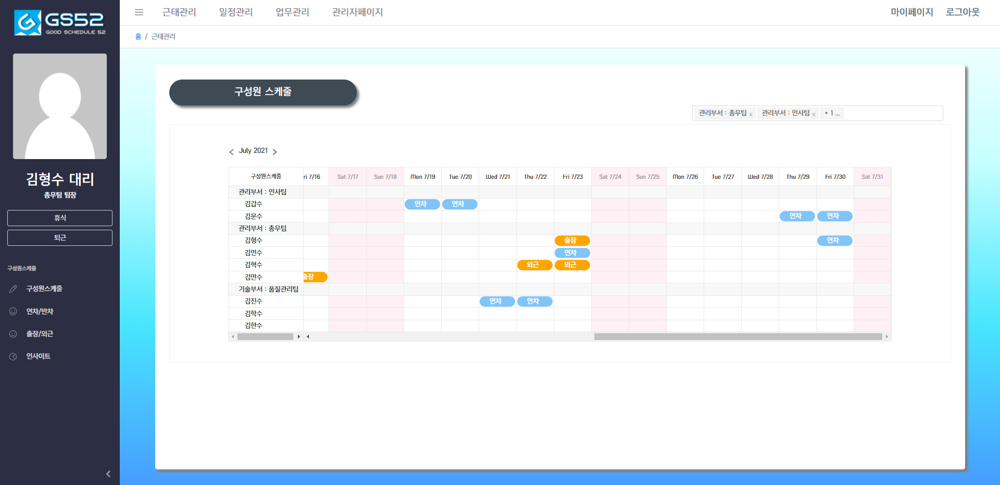 GS52
GOOD SCHEDULE 52
김형수 대리
총무팀 팀장
휴식
퇴근
구성원스케줄
구성원스케줄
연차/반차
출장/외근
인사이트
근태관리 일정관리 업무관리 관리자페이지 마이페이지 로그아웃
홈 / 근태관리
구성원 스케줄
관리부서 : 총무팀 x 관리부서 : 인사팀 x + 1 ...
< July 2021 >
구성원스케줄 ri 7/16 Sat 7/17 Sun 7/18 Mon 7/19 Tue 7/20 Wed 7/21 Thu 7/22 Fri 7/23 Sat 7/24 Sun 7/25 Mon 7/26 Tue 7/27 Wed 7/28 Thu 7/29 Fri 7/30 Sat 7/31
관리부서 : 인사팀
김갑수 연차 연차
김문수 연차 연차
관리부서 : 총무팀
김형수 출장 연차
김민수 연차
김혁수 외근 외근
김만수 출장
기술부서 : 품질관리팀
김진수 연차 연차
김학수
김한수